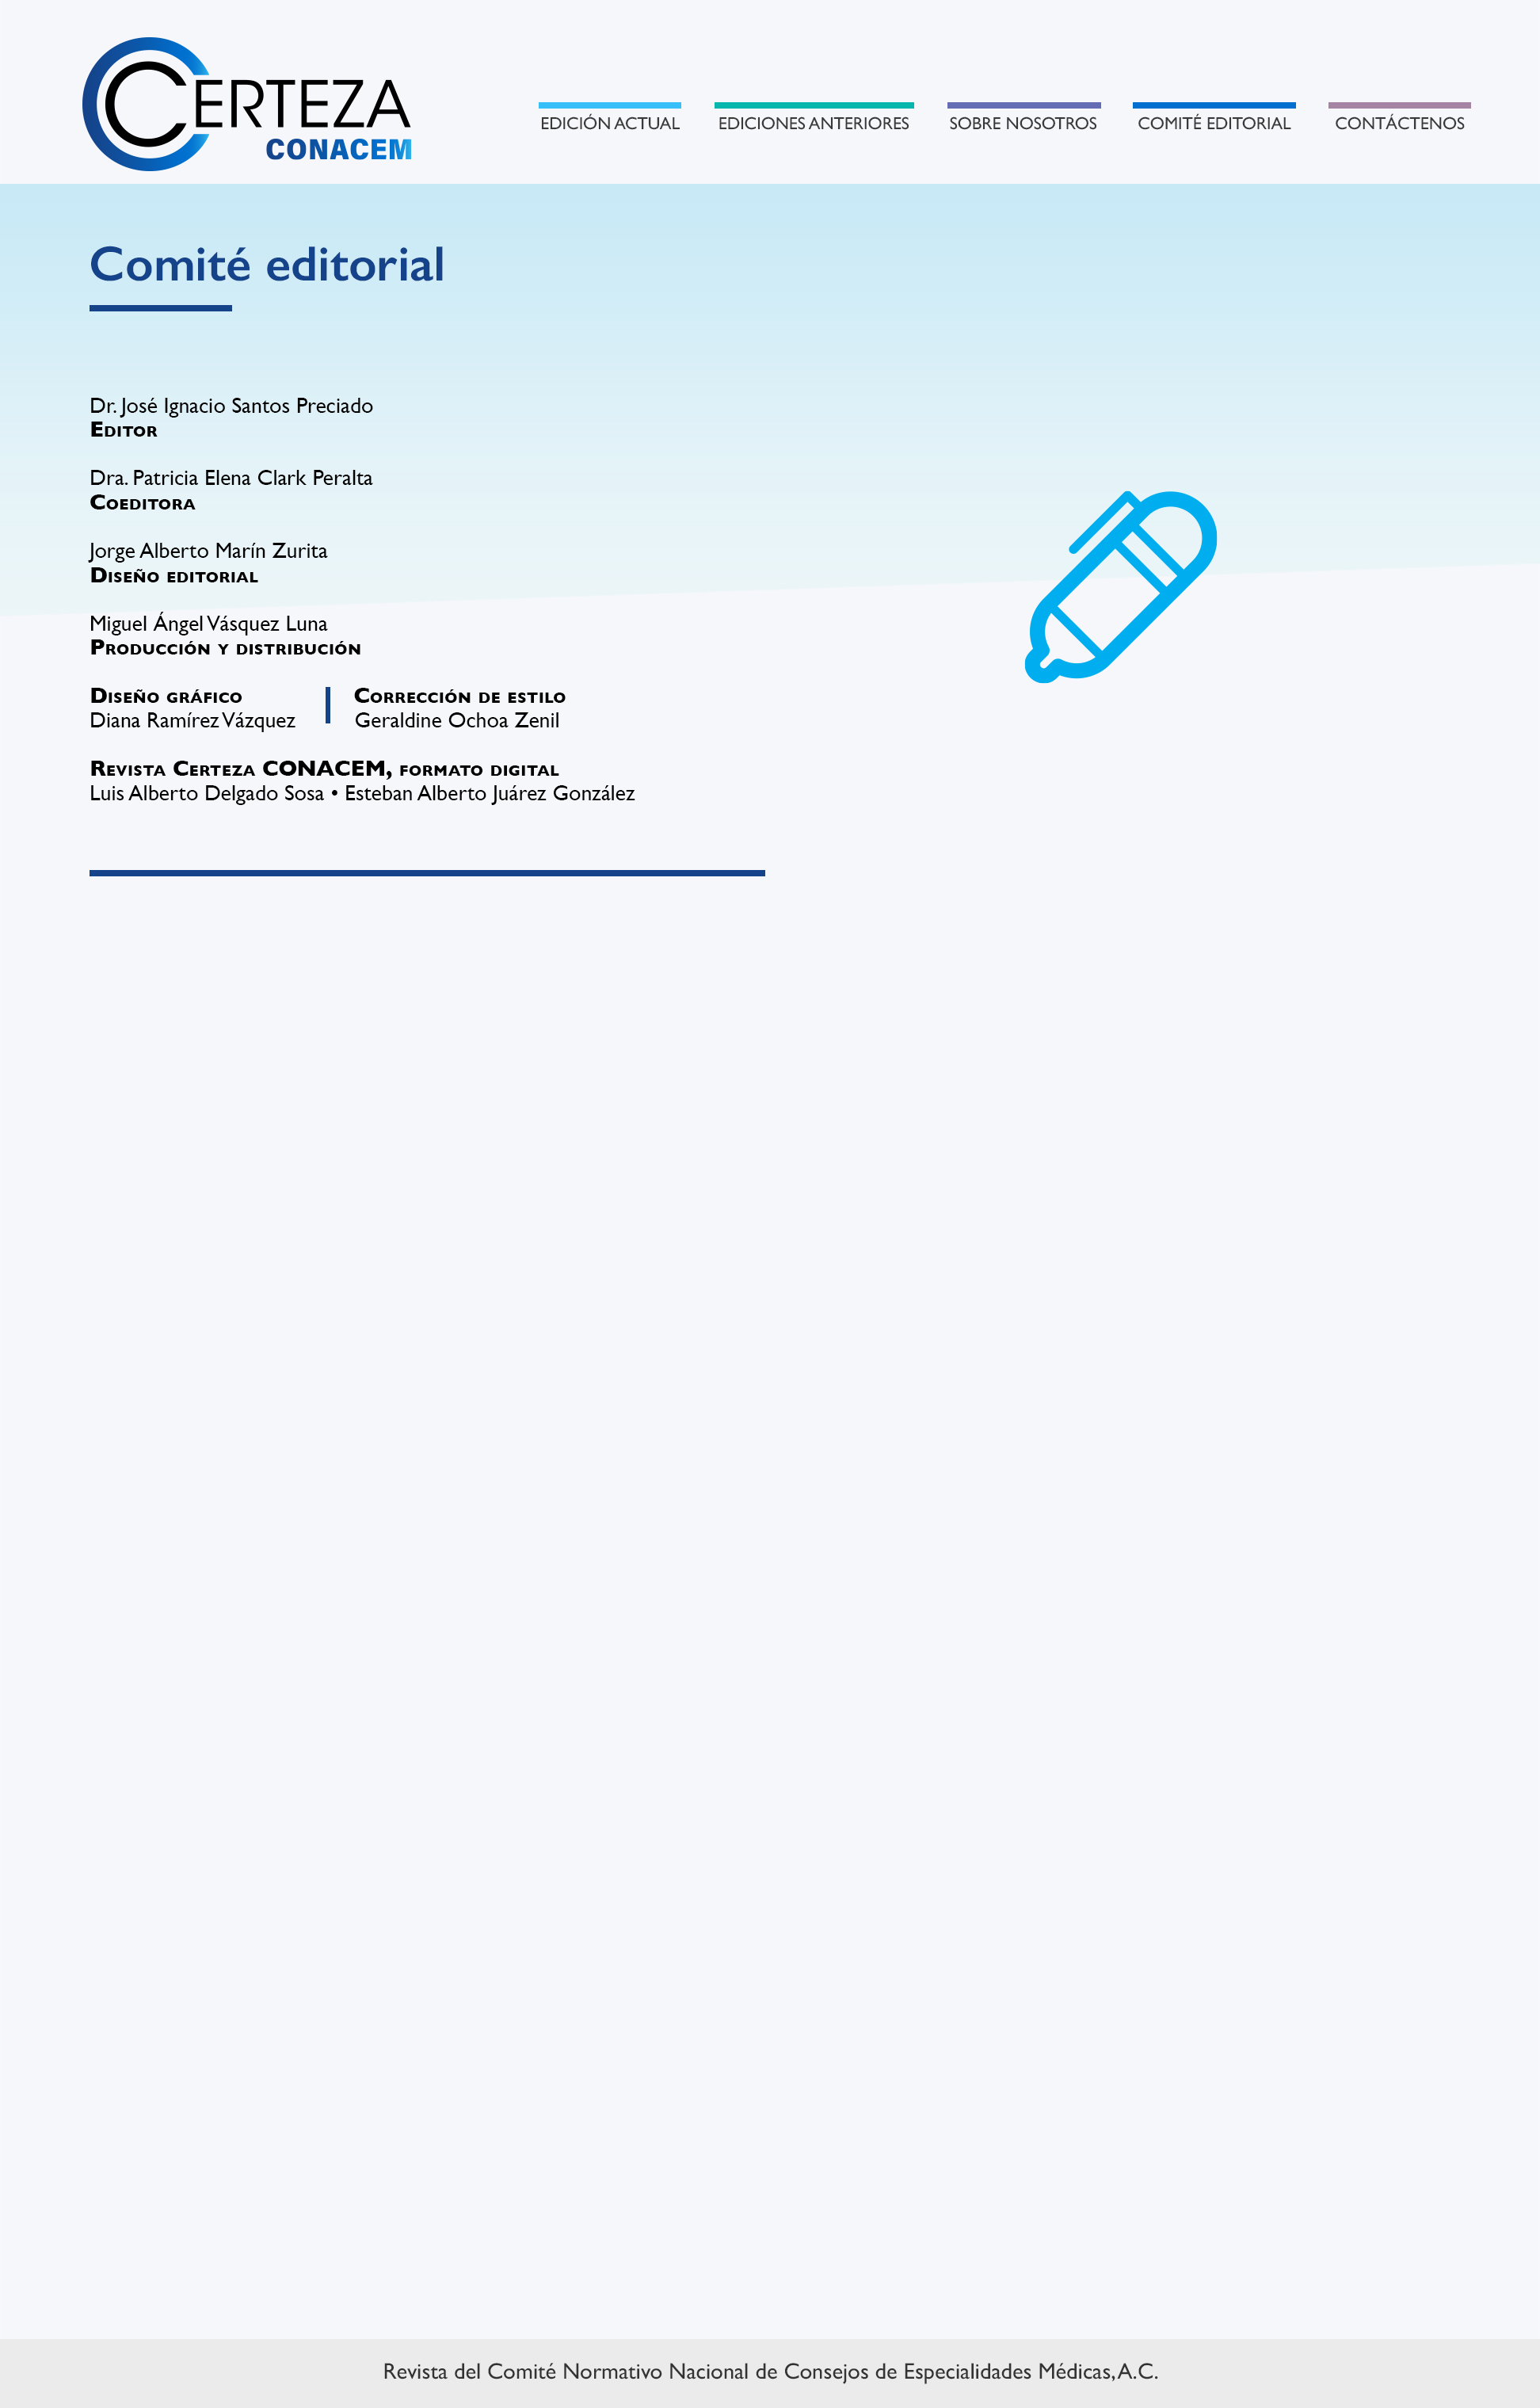 CERTEZA
CONACEM
EDICIÓN ACTUAL
EDICIONES ANTERIORES
SOBRE NOSOTROS
COMITÉ EDITORIAL
CONTÁCTENOS
Comité editorial
Dr. José Ignacio Santos Preciado
Editor
Dra. Patricia Elena Clark Peralta
Coeditora
Jorge Alberto Marín Zurita
Diseño editorial
Miguel Ángel Vásquez Luna
Producción y distribución
Diseño gráfico
Diana Ramírez Vázquez
Corrección de estilo
Geraldine Ochoa Zenil
Revista Certeza CONACEM, formato digital
Luis Alberto Delgado Sosa • Esteban Alberto Juárez González
Revista del Comité Normativo Nacional de Consejos de Especialidades Médicas, A.C.